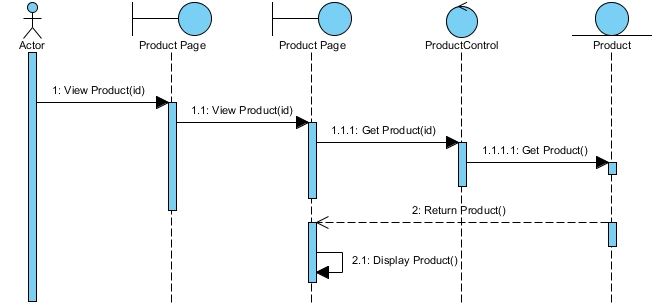 Actor
Product Page
Product Page
ProductControl
Product
1: View Product(id)
1.1: View Product(id)
1.1.1: Get Product(id)
1.1.1.1: Get Product()
2: Return Product()
2.1: Display Product()